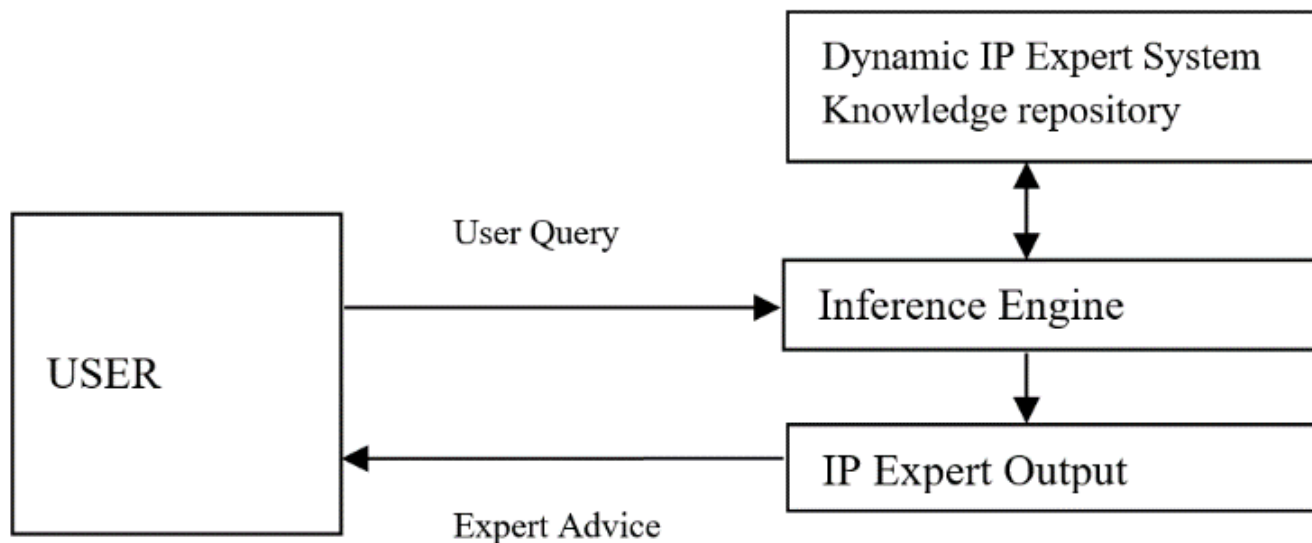 Dynamic IP Expert System
Knowledge repository
User Query
Inference Engine
USER
IP Expert Output
Expert Advice